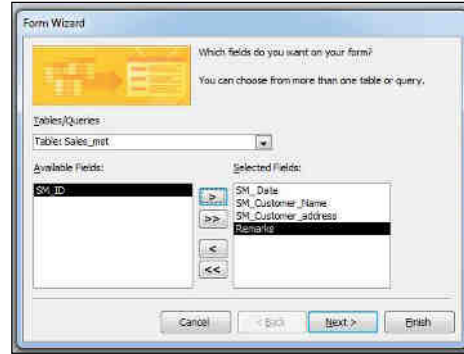 Form Wizard
Which fields do you want on your form?
You can choose from more than one table or query.
Tables/Queries
Table: Sales_mst
Available Fields:
Selected Fields:
SM_ID
SM_Date
SM_Customer_Name
SM_Customer_address
Remarks
>
>>
<
<<
Cancel
< Back
Next >
Finish